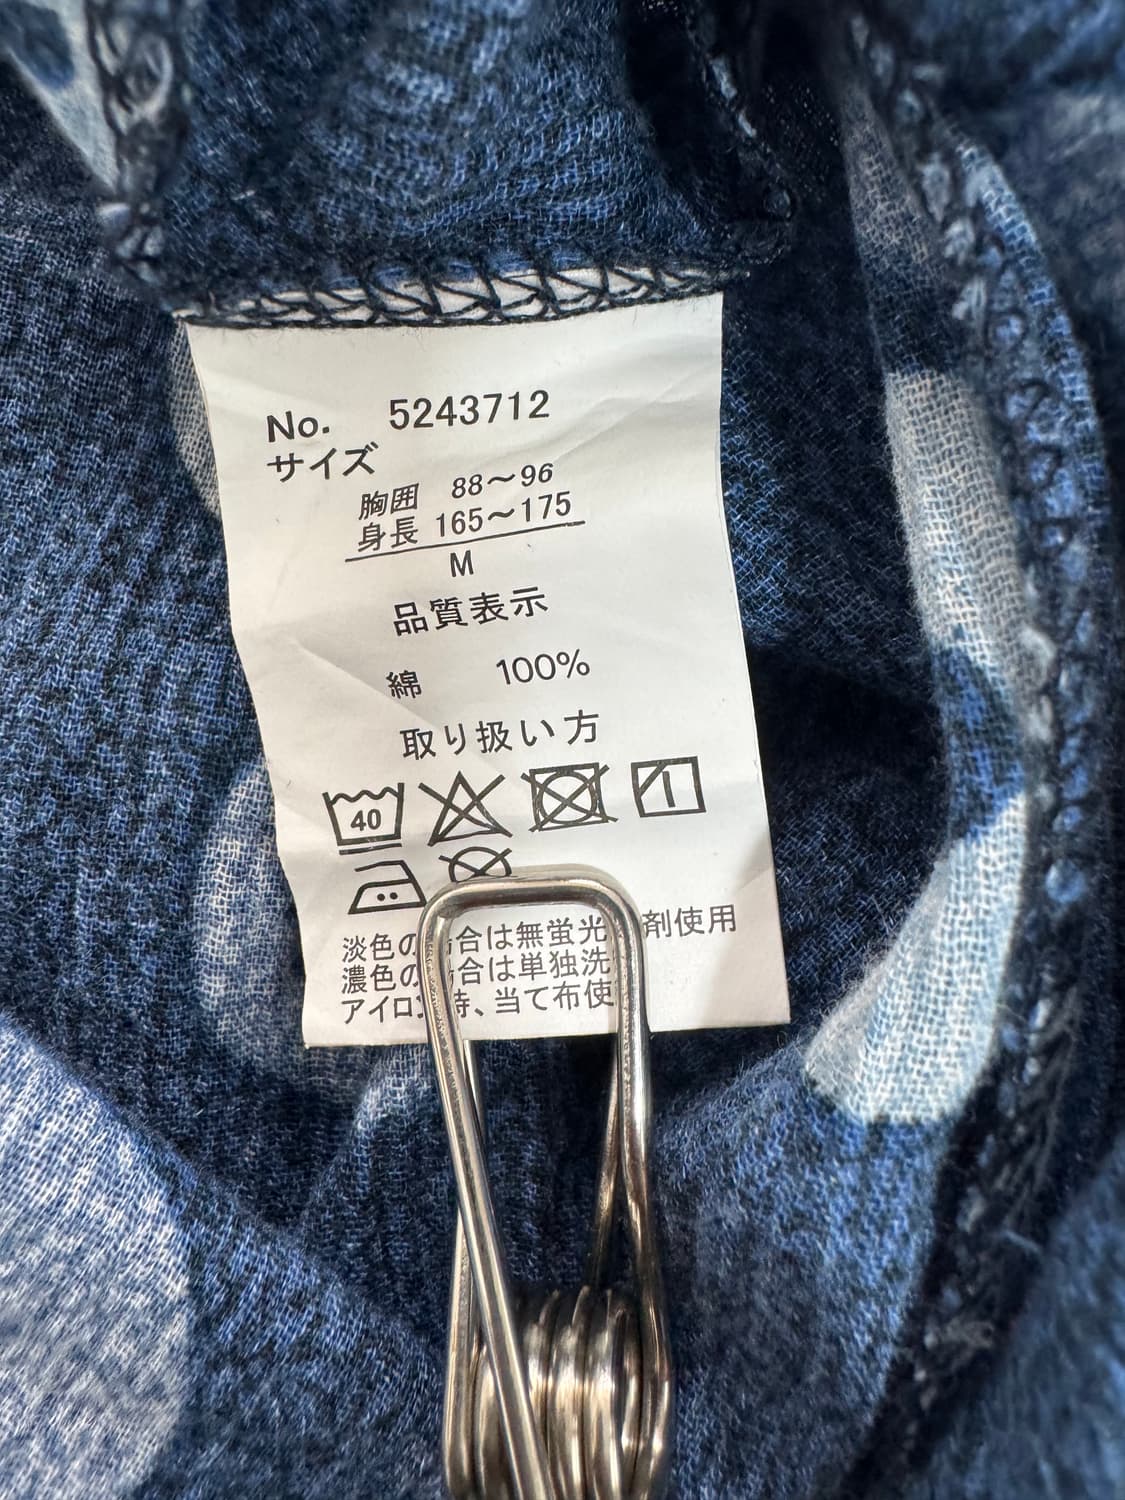 No. 5243712
サイズ
胸囲 88～96
身長 165～175
M
品質表示
綿 100%
取り扱い方
40
淡色の 合は無蛍光 剤使用
濃色の 合は単独洗
アイロ 時、当て布使